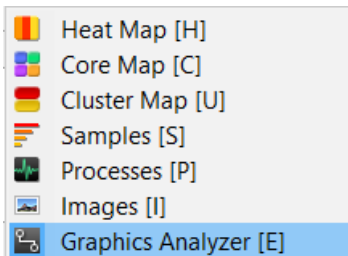 Heat Map [H]
Core Map [C]
Cluster Map [U]
Samples [S]
Processes [P]
Images [I]
Graphics Analyzer [E]